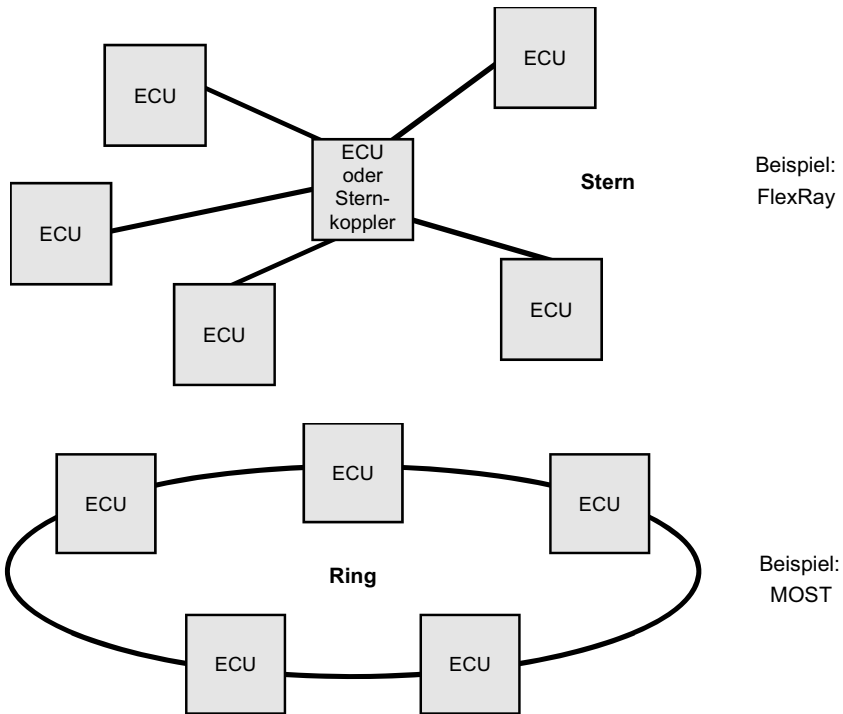 ECU
ECU
ECU
oder
Stern-
koppler
Stern
Beispiel:
FlexRay
ECU
ECU
ECU
ECU
ECU
ECU
Ring
Beispiel:
MOST
ECU
ECU